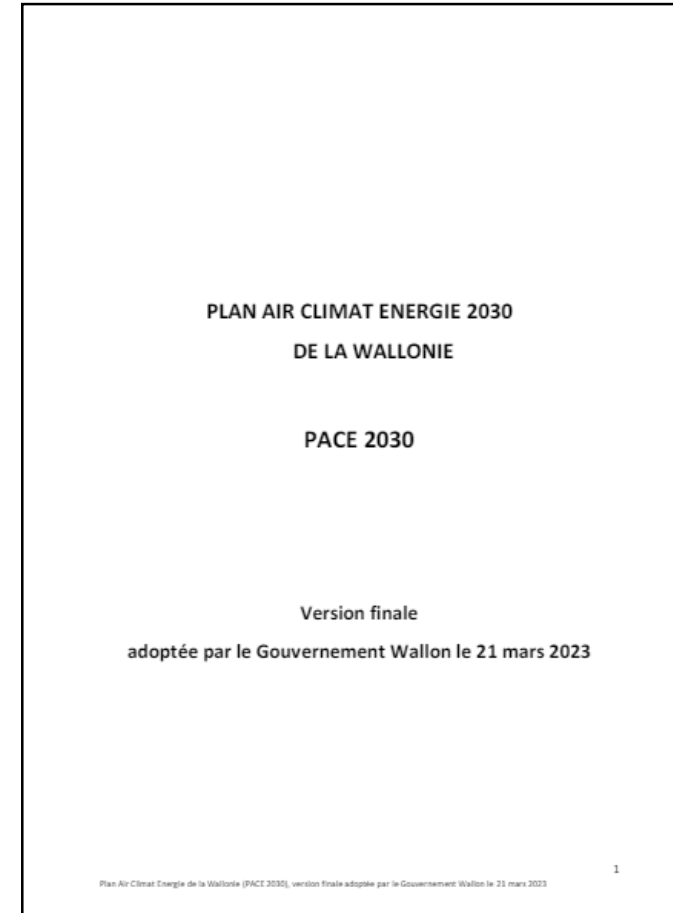 PLAN AIR CLIMAT ENERGIE 2030
DE LA WALLONIE
PACE 2030
Version finale
adoptée par le Gouvernement Wallon le 21 mars 2023
1
Plan Air Climat Energie de la Wallonie (PACE 2030), version finale adoptée par le Gouvernement Wallon le 21 mars 2023